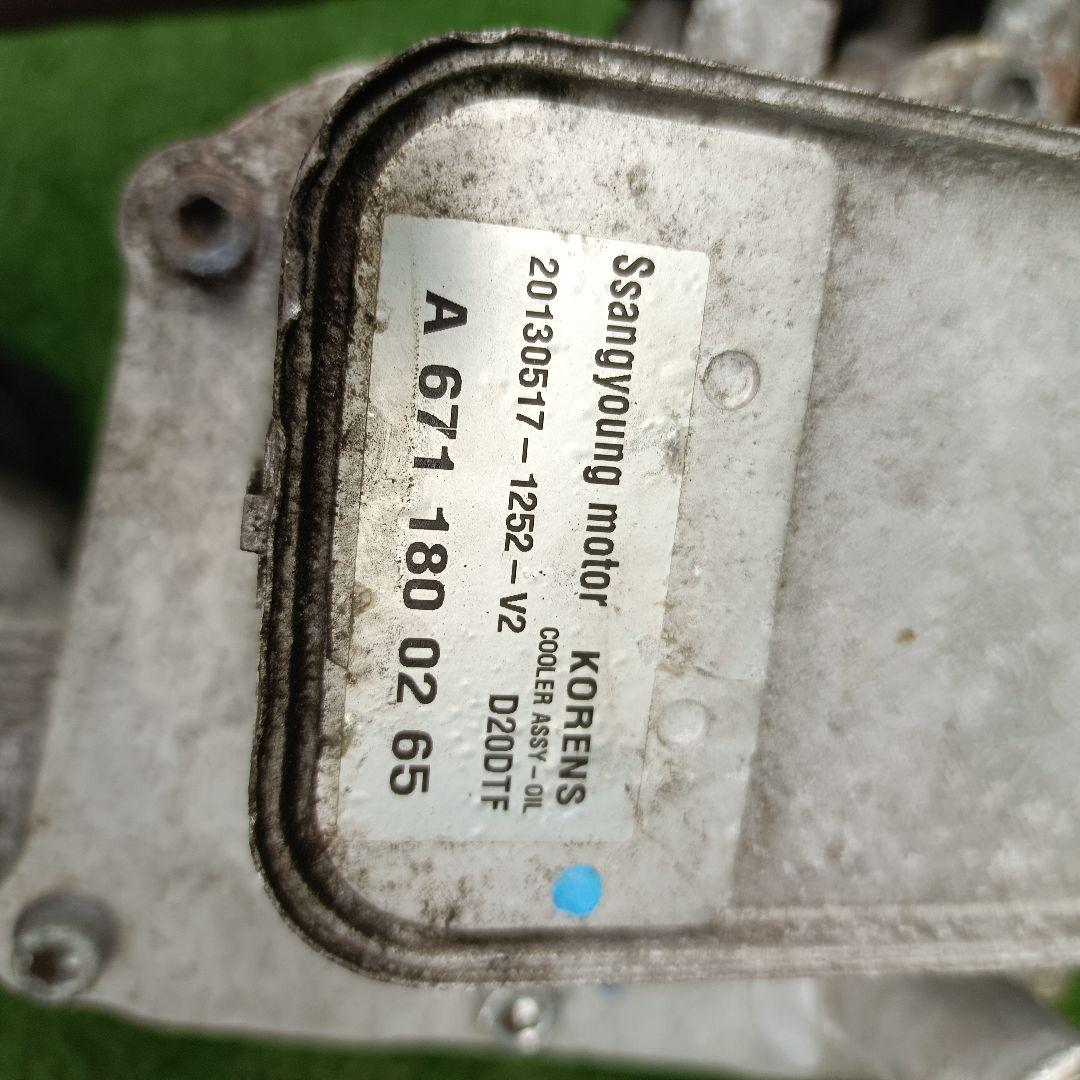 Ssangyoung motor KORENS
COOLER ASSY-OIL
20130517-1252-V2 D20DTF
A 671 180 02 65